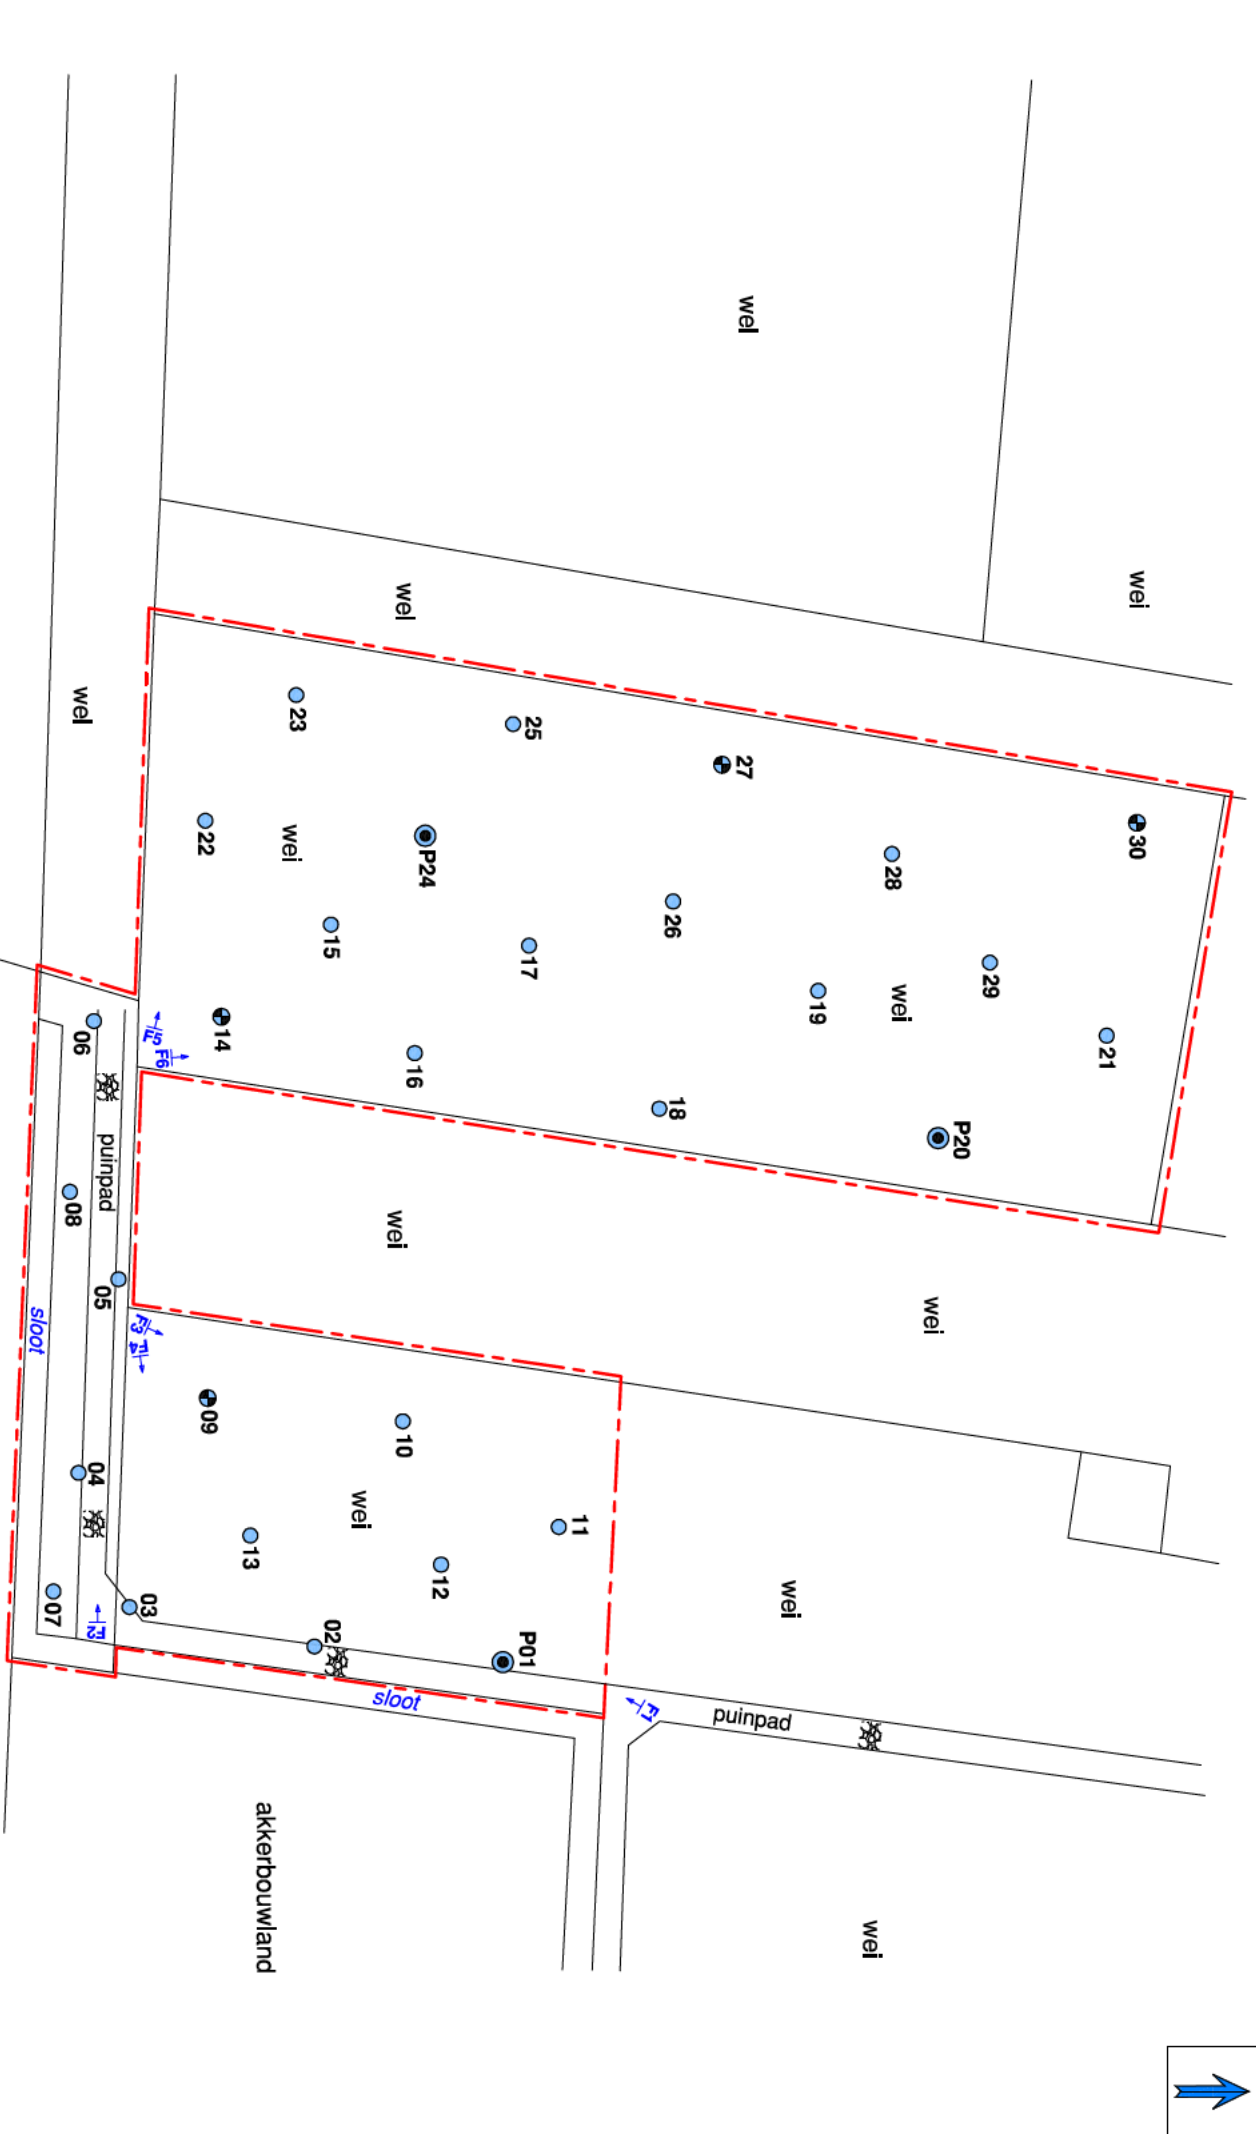 wei
30
21
29
P20
wei
wei
28
wei
19
wei
puinpad
wei
27
18
26
F1
11
25
17
P01
12
P24
16
wei
10
wei
sloot
wei
02
15
23
wei
akkerbouwland
13
14
09
22
F5
F6
03
F3
F4
puinpad
05
F2
04
wei
06
08
07
sloot